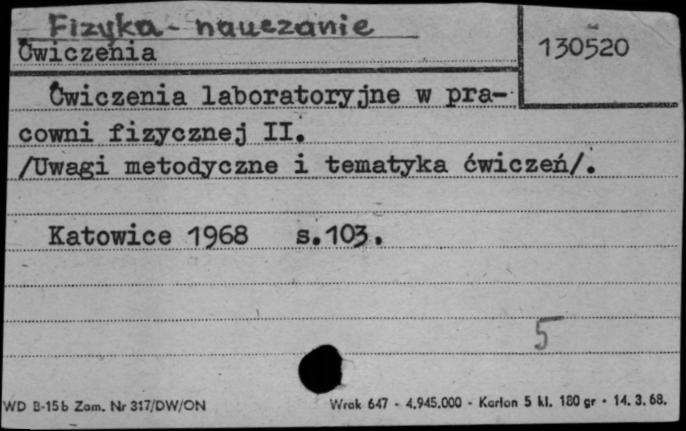 Fizyka - nauczanie
Ćwiczenia
130520
Ćwiczenia laboratoryjne w pra-
cowni fizycznej II.
/Uwagi metodyczne i tematyka ćwiczeń/.
Katowice 1968 s.103.
5
WD B-15b Zam. Nr 317/DW/ON
Wrak 647 - 4.945.000 - Karton 5 kl. 180 gr - 14. 3. 68.